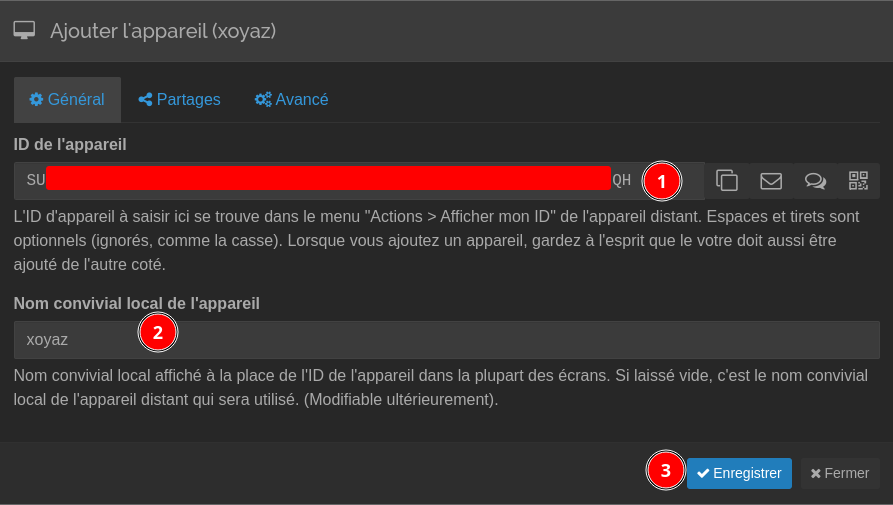 Ajouter l'appareil (xoyaz)
Général Partages Avancé
ID de l'appareil
SU QH 1
L'ID d'appareil à saisir ici se trouve dans le menu "Actions > Afficher mon ID" de l'appareil distant. Espaces et tirets sont
optionnels (ignorés, comme la casse). Lorsque vous ajoutez un appareil, gardez à l'esprit que le votre doit aussi être
ajouté de l'autre coté.
Nom convivial local de l'appareil
xoyaz 2
Nom convivial local affiché à la place de l'ID de l'appareil dans la plupart des écrans. Si laissé vide, c'est le nom convivial
local de l'appareil distant qui sera utilisé. (Modifiable ultérieurement).
3 Enregistrer Fermer